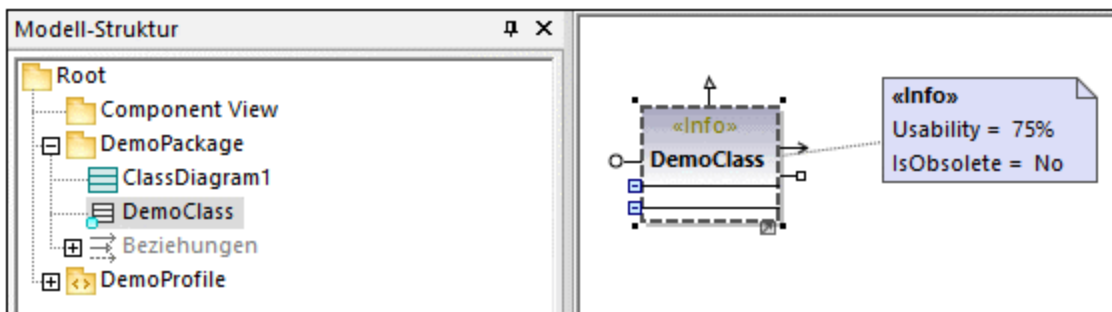 Modell-Struktur
Root
Component View
DemoPackage
ClassDiagram1
DemoClass
Beziehungen
DemoProfile
«Info»
DemoClass
«Info»
Usability = 75%
IsObsolete = No